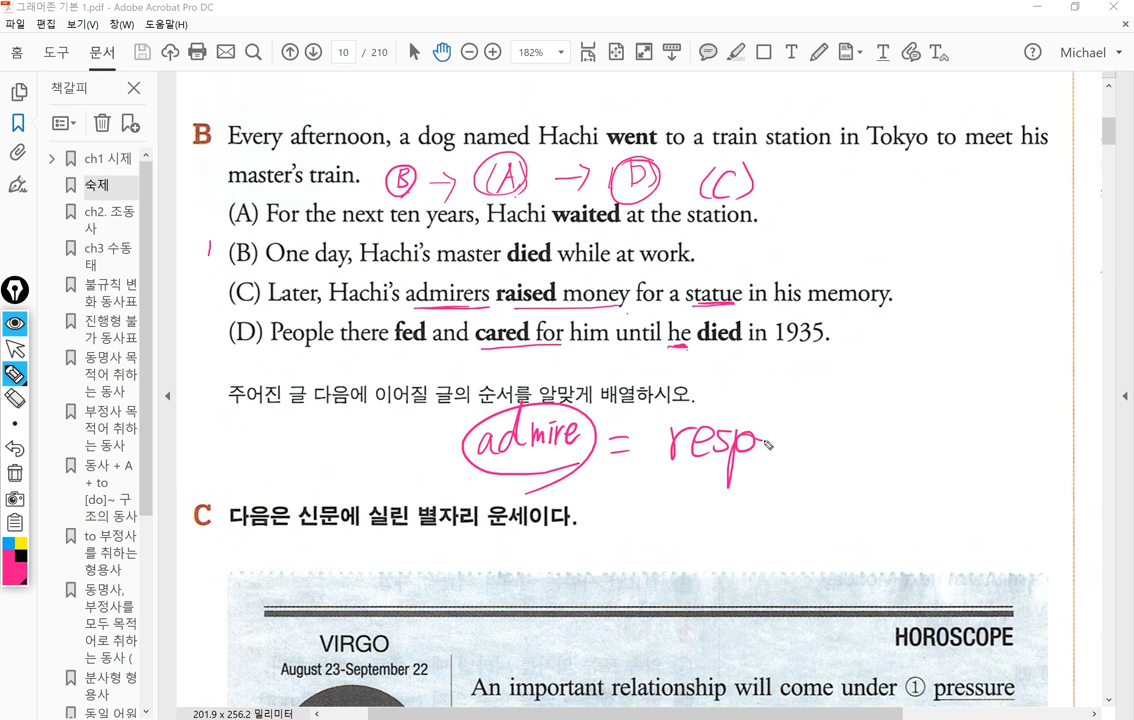 그래머존 기본 1.pdf - Adobe Acrobat Pro DC
파일 편집 보기(V) 창(W) 도움말(H)
홈 도구 문서 10 / 210 182% Michael
책갈피
ch1 시제
숙제
ch2. 조동
사
ch3 수동
태
불규칙 변
화 동사표
진행형 불
가 동사표
동명사 목
적어 취하
는 동사
부정사 목
적어 취하
는 동사
동사 + A
+ to
[do]~ 구
조의 동사
to 부정사
를 취하는
형용사
동명사,
부정사를
모두 목적
어로 취하
는 동사 (
분사형 형
용사
동일 어원
B Every afternoon, a dog named Hachi went to a train station in Tokyo to meet his
master's train. B → (A) → (D) (C)
(A) For the next ten years, Hachi waited at the station.
1 (B) One day, Hachi's master died while at work.
(C) Later, Hachi's admirers raised money for a statue in his memory.
(D) People there fed and cared for him until he died in 1935.
주어진 글 다음에 이어질 글의 순서를 알맞게 배열하시오.
admire = resp
C 다음은 신문에 실린 별자리 운세이다.
HOROSCOPE
VIRGO
August 23-September 22
An important relationship will come under ① pressure
201.9 x 256.2 밀리미터